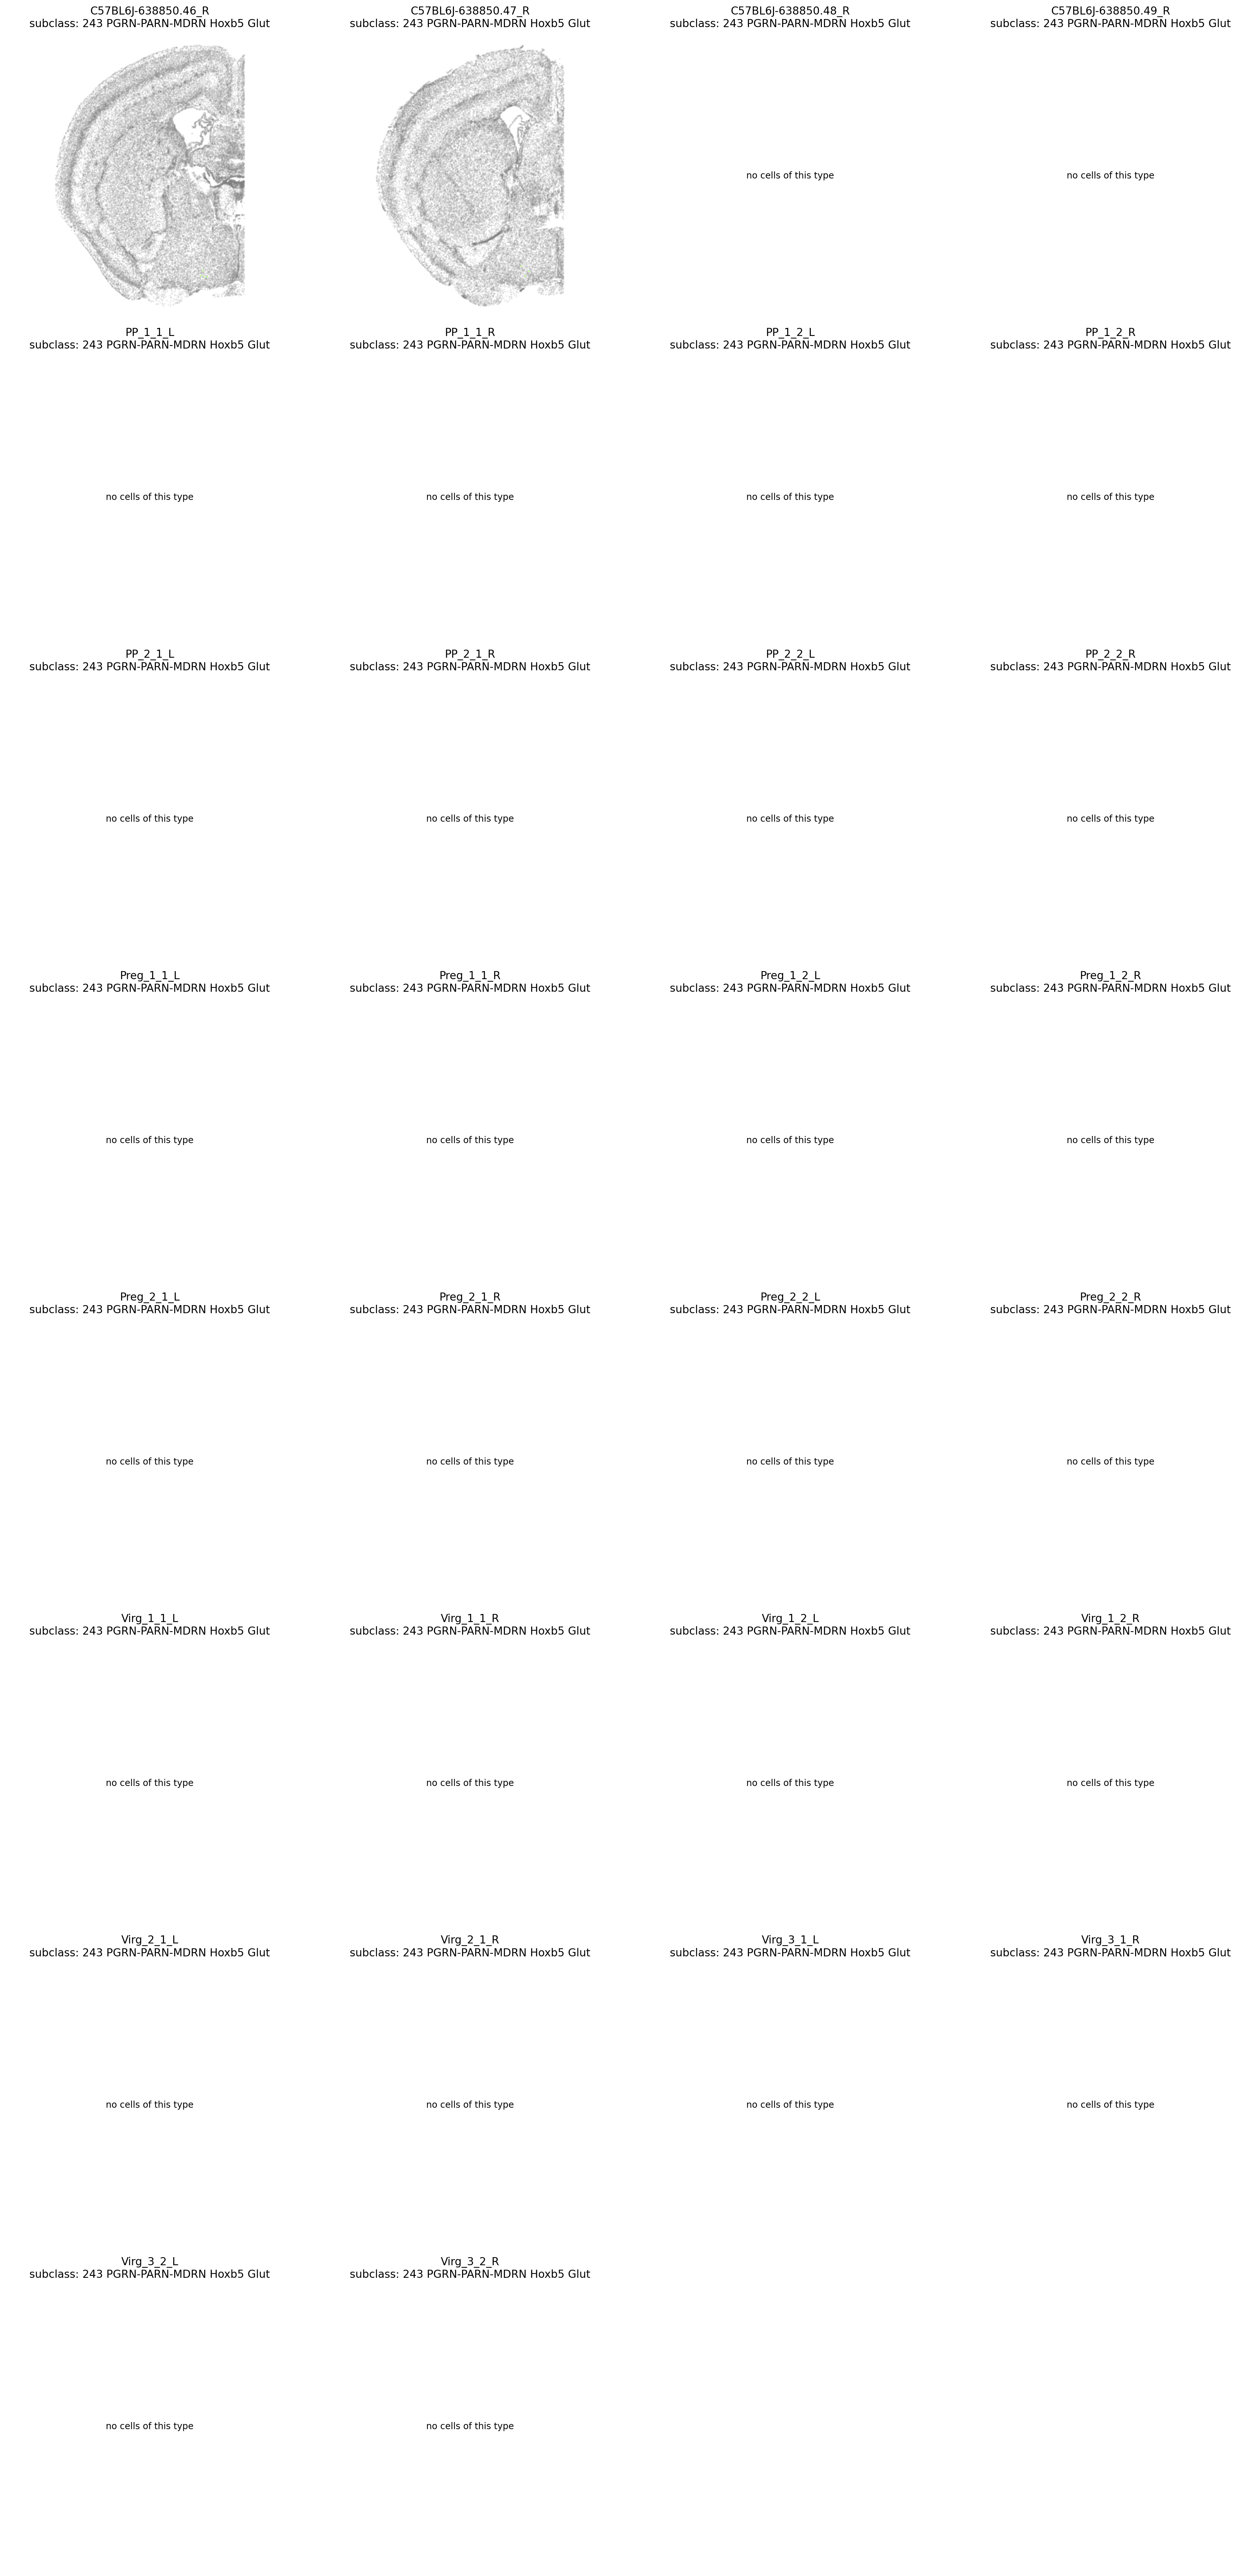 C57BL6J-638850.46_R
subclass: 243 PGRN-PARN-MDRN Hoxb5 Glut
C57BL6J-638850.47_R
subclass: 243 PGRN-PARN-MDRN Hoxb5 Glut
C57BL6J-638850.48_R
subclass: 243 PGRN-PARN-MDRN Hoxb5 Glut
no cells of this type
C57BL6J-638850.49_R
subclass: 243 PGRN-PARN-MDRN Hoxb5 Glut
no cells of this type
PP_1_1_L
subclass: 243 PGRN-PARN-MDRN Hoxb5 Glut
no cells of this type
PP_1_1_R
subclass: 243 PGRN-PARN-MDRN Hoxb5 Glut
no cells of this type
PP_1_2_L
subclass: 243 PGRN-PARN-MDRN Hoxb5 Glut
no cells of this type
PP_1_2_R
subclass: 243 PGRN-PARN-MDRN Hoxb5 Glut
no cells of this type
PP_2_1_L
subclass: 243 PGRN-PARN-MDRN Hoxb5 Glut
no cells of this type
PP_2_1_R
subclass: 243 PGRN-PARN-MDRN Hoxb5 Glut
no cells of this type
PP_2_2_L
subclass: 243 PGRN-PARN-MDRN Hoxb5 Glut
no cells of this type
PP_2_2_R
subclass: 243 PGRN-PARN-MDRN Hoxb5 Glut
no cells of this type
Preg_1_1_L
subclass: 243 PGRN-PARN-MDRN Hoxb5 Glut
no cells of this type
Preg_1_1_R
subclass: 243 PGRN-PARN-MDRN Hoxb5 Glut
no cells of this type
Preg_1_2_L
subclass: 243 PGRN-PARN-MDRN Hoxb5 Glut
no cells of this type
Preg_1_2_R
subclass: 243 PGRN-PARN-MDRN Hoxb5 Glut
no cells of this type
Preg_2_1_L
subclass: 243 PGRN-PARN-MDRN Hoxb5 Glut
no cells of this type
Preg_2_1_R
subclass: 243 PGRN-PARN-MDRN Hoxb5 Glut
no cells of this type
Preg_2_2_L
subclass: 243 PGRN-PARN-MDRN Hoxb5 Glut
no cells of this type
Preg_2_2_R
subclass: 243 PGRN-PARN-MDRN Hoxb5 Glut
no cells of this type
Virg_1_1_L
subclass: 243 PGRN-PARN-MDRN Hoxb5 Glut
no cells of this type
Virg_1_1_R
subclass: 243 PGRN-PARN-MDRN Hoxb5 Glut
no cells of this type
Virg_1_2_L
subclass: 243 PGRN-PARN-MDRN Hoxb5 Glut
no cells of this type
Virg_1_2_R
subclass: 243 PGRN-PARN-MDRN Hoxb5 Glut
no cells of this type
Virg_2_1_L
subclass: 243 PGRN-PARN-MDRN Hoxb5 Glut
no cells of this type
Virg_2_1_R
subclass: 243 PGRN-PARN-MDRN Hoxb5 Glut
no cells of this type
Virg_3_1_L
subclass: 243 PGRN-PARN-MDRN Hoxb5 Glut
no cells of this type
Virg_3_1_R
subclass: 243 PGRN-PARN-MDRN Hoxb5 Glut
no cells of this type
Virg_3_2_L
subclass: 243 PGRN-PARN-MDRN Hoxb5 Glut
no cells of this type
Virg_3_2_R
subclass: 243 PGRN-PARN-MDRN Hoxb5 Glut
no cells of this type